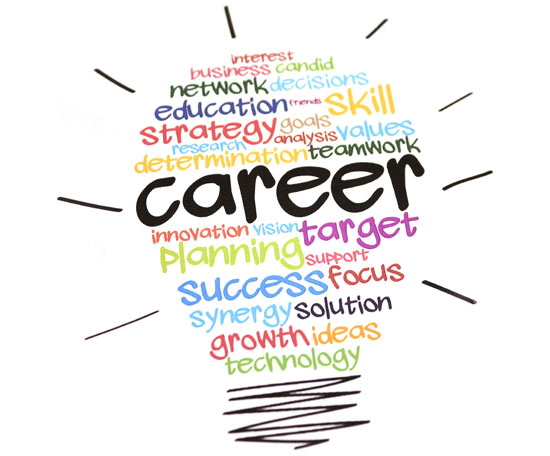 interest
business candid
network decisions
education friends skill
strategy goals
research analysis values
determination teamwork
career
innovation vision target
planning support
success focus
synergy solution
growth ideas
technology